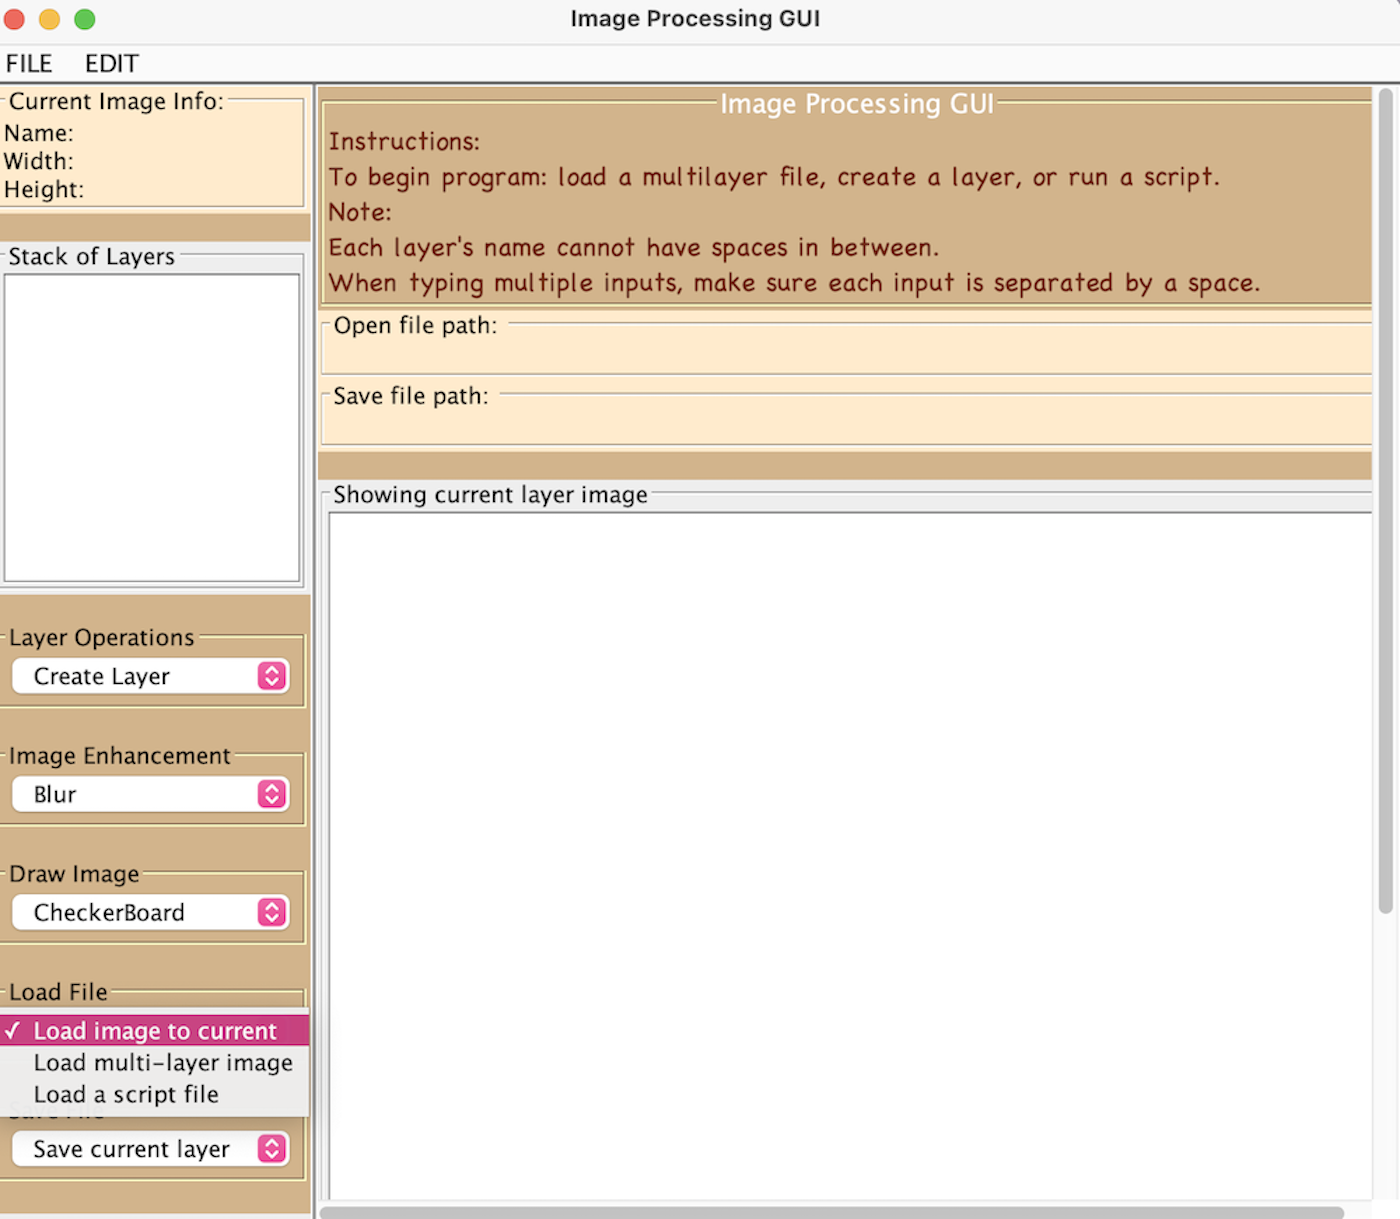 Image Processing GUI
FILE EDIT
Current Image Info:
Name:
Width:
Height:
Stack of Layers
Layer Operations
Create Layer
Image Enhancement
Blur
Draw Image
CheckerBoard
Load File
✓ Load image to current
Load multi-layer image
Load a script file
Save File
Save current layer
Image Processing GUI
Instructions:
To begin program: load a multilayer file, create a layer, or run a script.
Note:
Each layer's name cannot have spaces in between.
When typing multiple inputs, make sure each input is separated by a space.
Open file path:
Save file path:
Showing current layer image